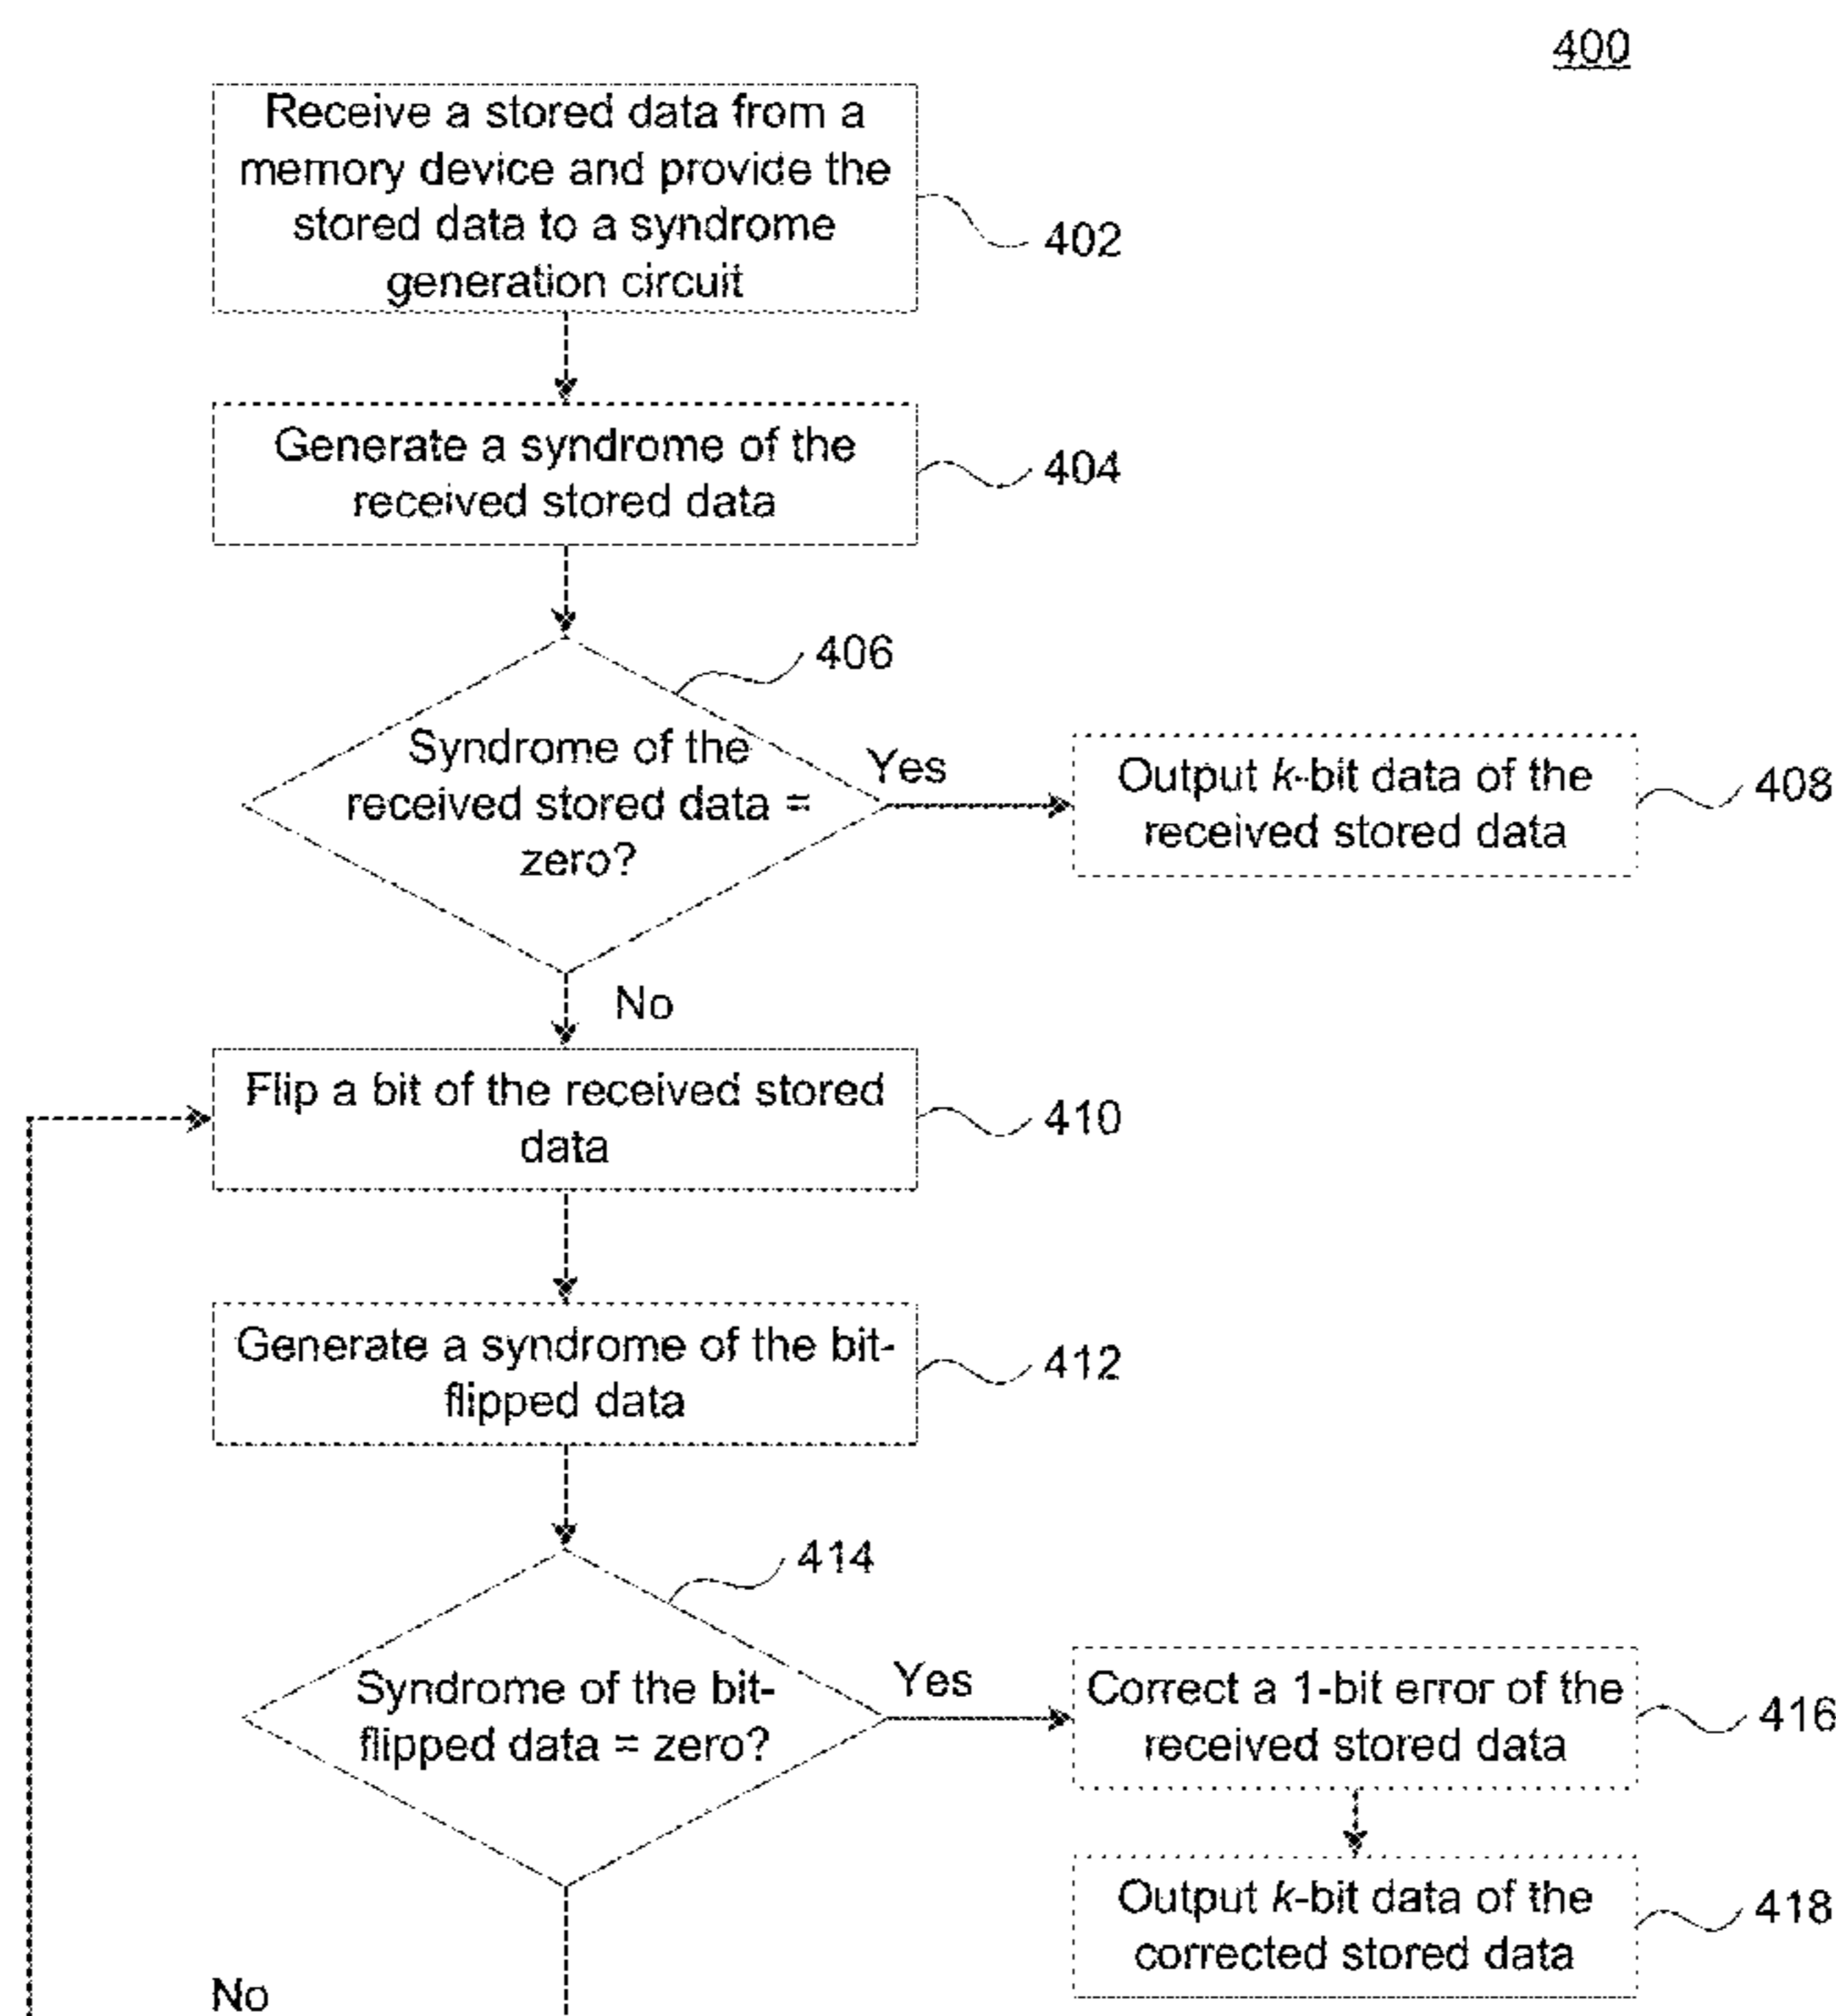 400
Receive a stored data from a
memory device and provide the
stored data to a syndrome
generation circuit
402
Generate a syndrome of the
received stored data
404
406
Syndrome of the
received stored data =
zero?
Yes
Output k-bit data of the
received stored data
408
No
Flip a bit of the received stored
data
410
Generate a syndrome of the bit-
flipped data
412
414
Syndrome of the bit-
flipped data = zero?
Yes
Correct a 1-bit error of the
received stored data
416
Output k-bit data of the
corrected stored data
418
No